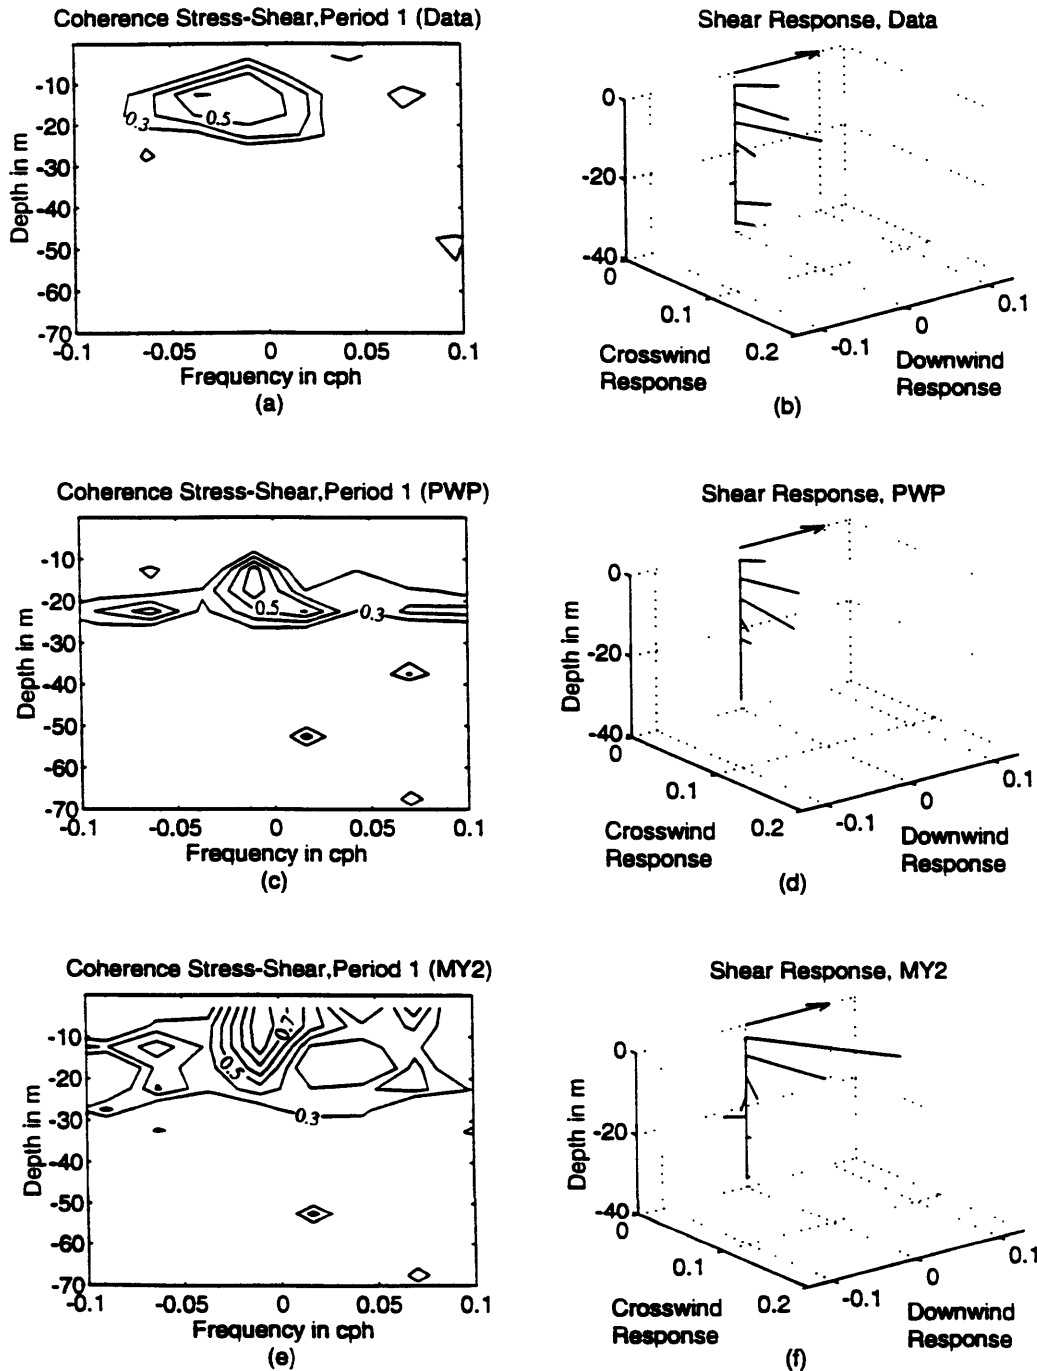 Coherence Stress-Shear,Period 1 (Data)
Depth in m
-10
-20
-30
-40
-50
-60
-70
0.3
0.5
-0.1
-0.05
0
0.05
0.1
Frequency in cph
(a)
Shear Response, Data
0
-20
-40
0
0.1
0.2
-0.1
0
0.1
Crosswind
Response
Downwind
Response
(b)
Coherence Stress-Shear,Period 1 (PWP)
Depth in m
-10
-20
-30
-40
-50
-60
-70
0.5
0.3
-0.1
-0.05
0
0.05
0.1
Frequency in cph
(c)
Shear Response, PWP
Depth in m
0
-20
-40
0
0.1
0.2
-0.1
0
0.1
Crosswind
Response
Downwind
Response
(d)
Coherence Stress-Shear,Period 1 (MY2)
Depth in m
-10
-20
-30
-40
-50
-60
-70
0.7
0.5
0.3
-0.1
-0.05
0
0.05
0.1
Frequency in cph
(e)
Shear Response, MY2
Depth in m
0
-20
-40
0
0.1
0.2
-0.1
0
0.1
Crosswind
Response
Downwind
Response
(f)
Depth in m